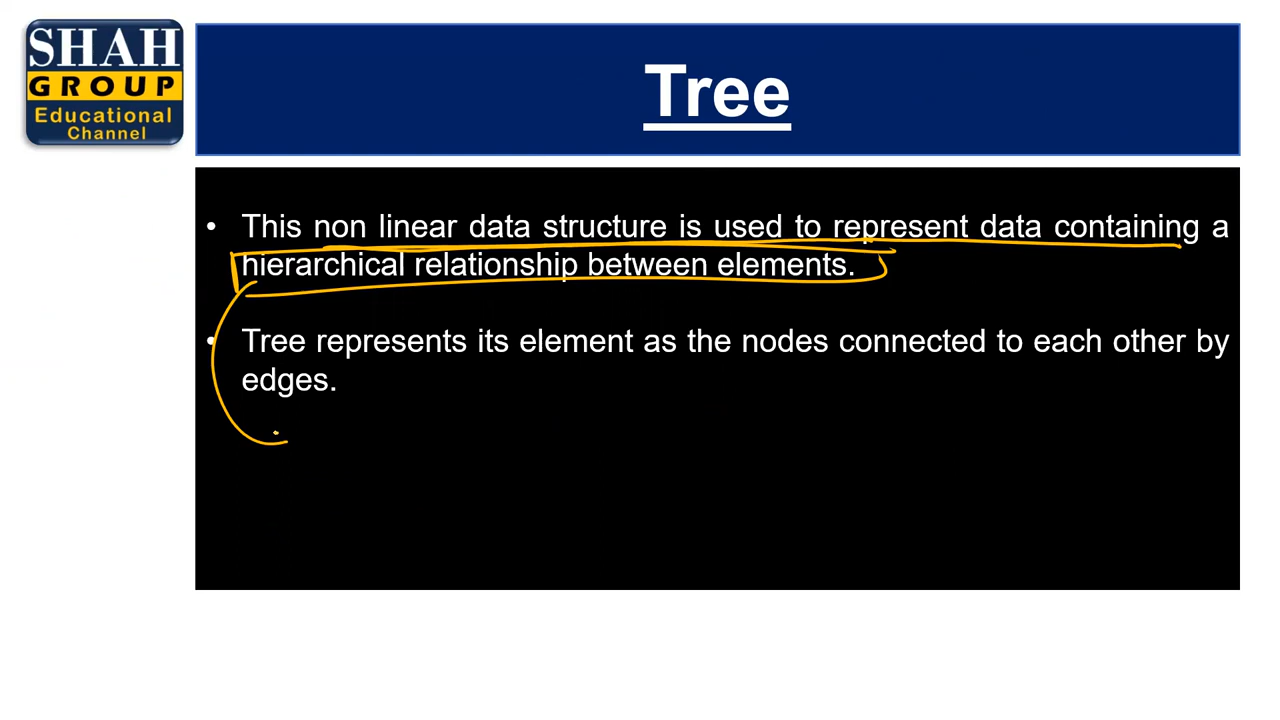 SHAH
GROUP
Educational
Channel
Tree
• This non linear data structure is used to represent data containing a
hierarchical relationship between elements.
• Tree represents its element as the nodes connected to each other by
edges.